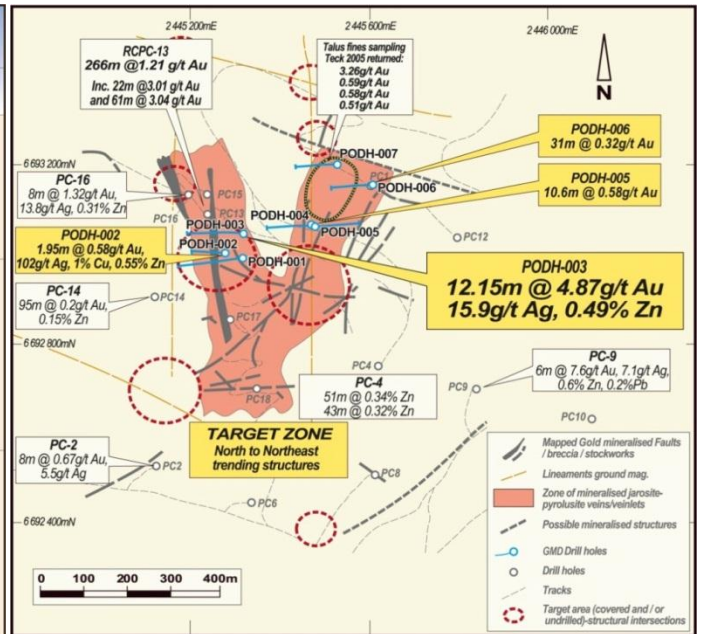 2 445 200mE
2 445 600mE
2 446 000mE
RCPC-13
266m @1.21 g/t Au
Inc. 22m @3.01 g/t Au
and 61m @ 3.04 g/t Au
Talus fines sampling
Teck 2005 returned:
3.26g/t Au
0.59g/t Au
0.58g/t Au
0.51g/t Au
N
PODH-006
31m @ 0.32g/t Au
PODH-007
6 693 200mN
PC1
PODH-006
PODH-005
10.6m @ 0.58g/t Au
PC-16
8m @ 1.32g/t Au,
13.8g/t Ag, 0.31% Zn
PC15
PC16
PC13
PODH-004
PODH-003
PODH-005
PC12
PODH-002
1.95m @ 0.58g/t Au,
102g/t Ag, 1% Cu, 0.55% Zn
PODH-002
PODH-001
PODH-003
12.15m @ 4.87g/t Au
15.9g/t Ag, 0.49% Zn
PC-14
95m @ 0.2g/t Au,
0.15% Zn
PC14
PC17
6 692 800mN
PC4
PC-9
6m @ 7.6g/t Au, 7.1g/t Ag,
0.6% Zn, 0.2%Pb
PC18
PC-4
51m @ 0.34% Zn
43m @ 0.32% Zn
PC9
PC10
TARGET ZONE
North to Northeast
trending structures
PC-2
8m @ 0.67g/t Au,
5.5g/t Ag
PC2
PC8
PC6
6 692 400mN
Mapped Gold mineralised Faults
/ breccia / stockworks
Lineaments ground mag.
Zone of mineralised jarosite-
pyrolusite veins/veinlets
Possible mineralised structures
GMD Drill holes
Drill holes
Tracks
Target area (covered and / or
undrilled)-structural intersections
0 100 200 300 400m